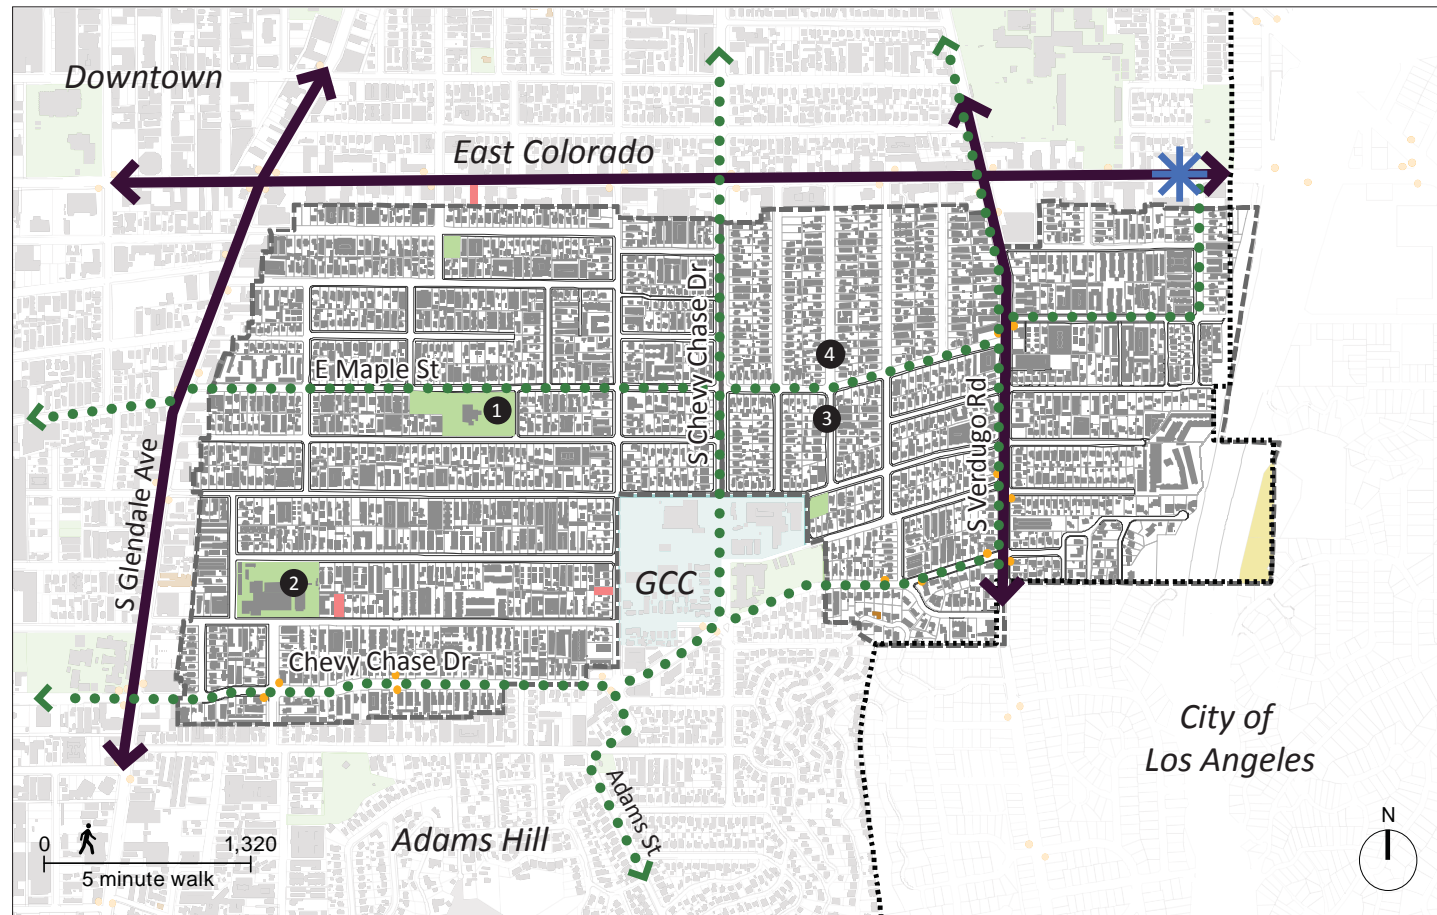 Downtown
East Colorado
S Chevy Chase Dr
4
E Maple St
1
3
S Verdugo Rd
S Glendale Ave
2
GCC
Chevy Chase Dr
City of
Los Angeles
Adams St
Adams Hill
0
1,320
5 minute walk
N